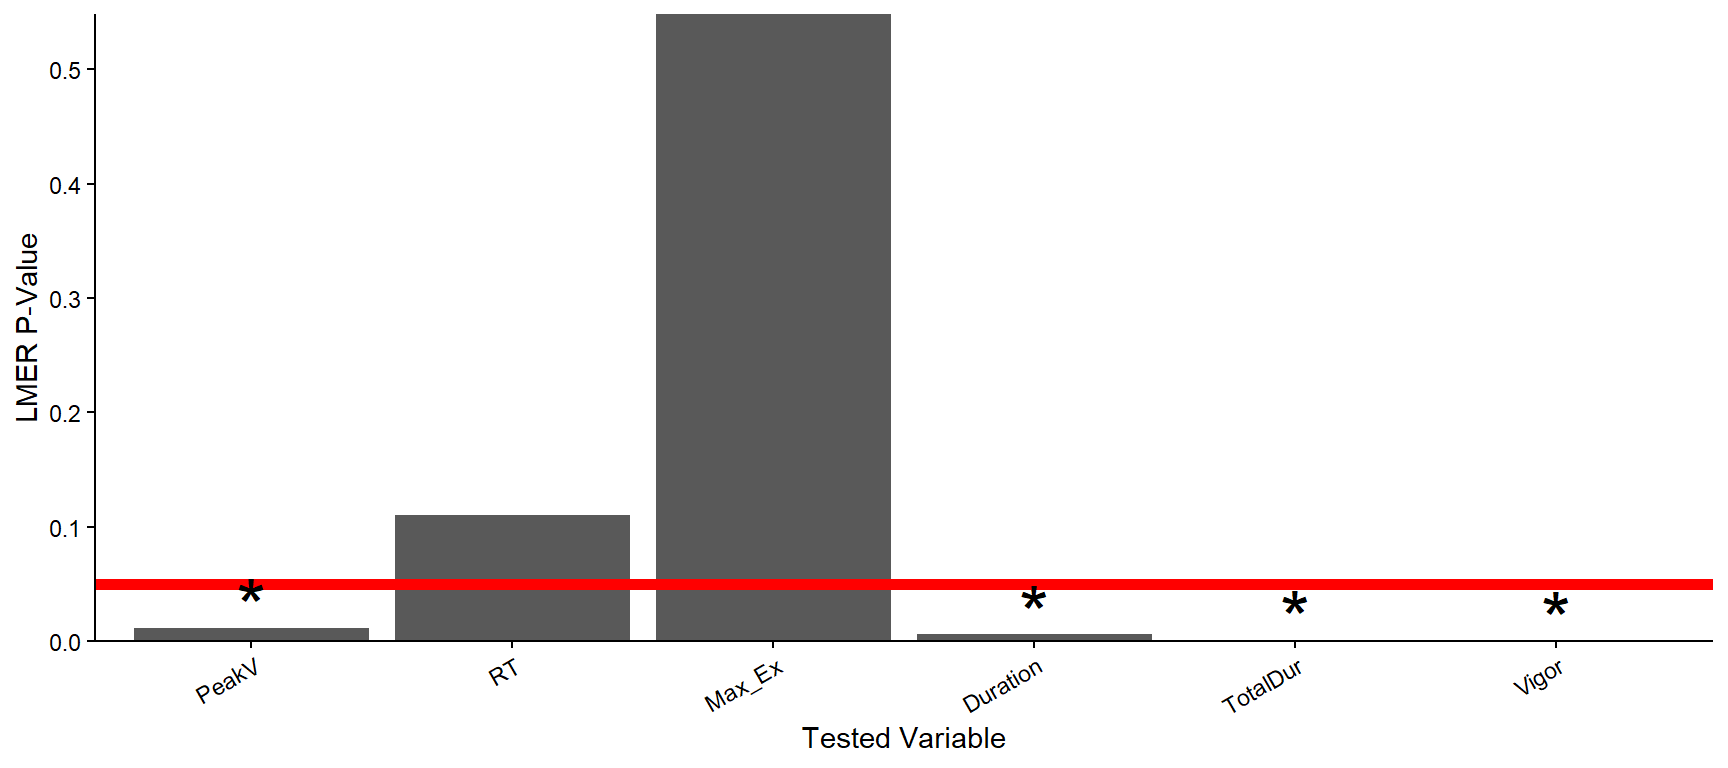 LMER P-Value
0.5
0.4
0.3
0.2
0.1
0.0
*
*
*
*
PeakV
RT
Max_Ex
Duration
TotalDur
Vigor
Tested Variable